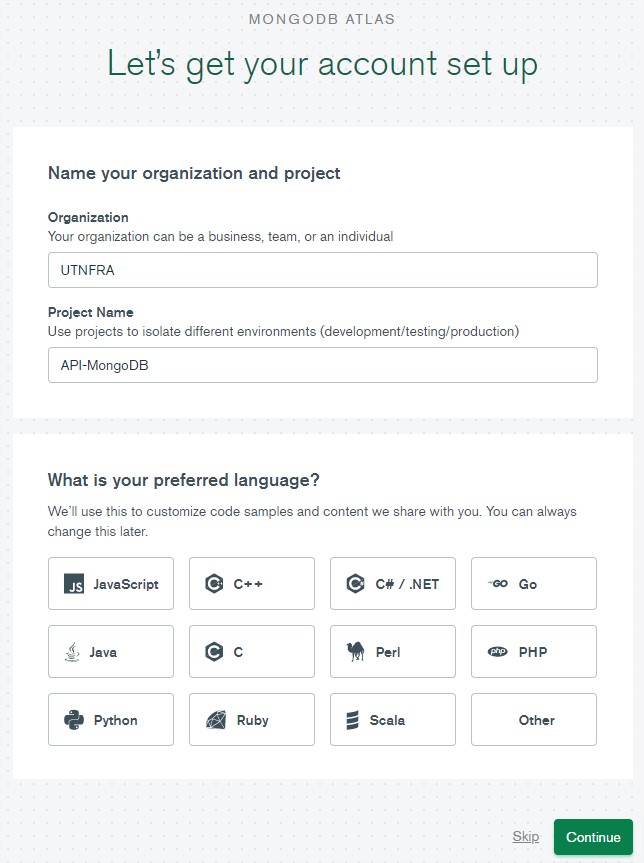 MONGODB ATLAS
Let's get your account set up
Name your organization and project
Organization
Your organization can be a business, team, or an individual
UTNFRA
Project Name
Use projects to isolate different environments (development/testing/production)
API-MongoDB
What is your preferred language?
We'll use this to customize code samples and content we share with you. You can always
change this later.
JS JavaScript
C++
C# / .NET
GO Go
Java
C C
Perl
php PHP
Python
Ruby
Scala
Other
Skip
Continue